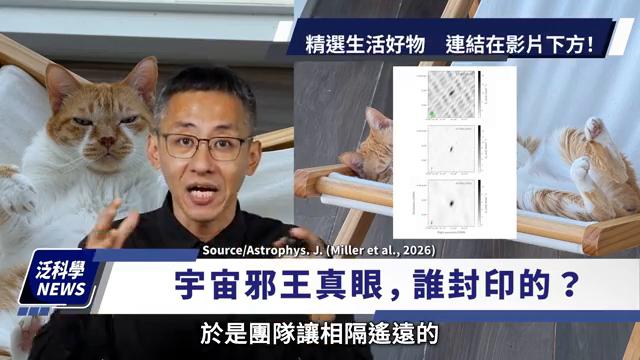 精選生活好物　連結在影片下方！
Source/Astrophys. J. (Miller et al., 2026)
泛科學
NEWS
宇宙邪王真眼，誰封印的？
於是團隊讓相隔遙遠的